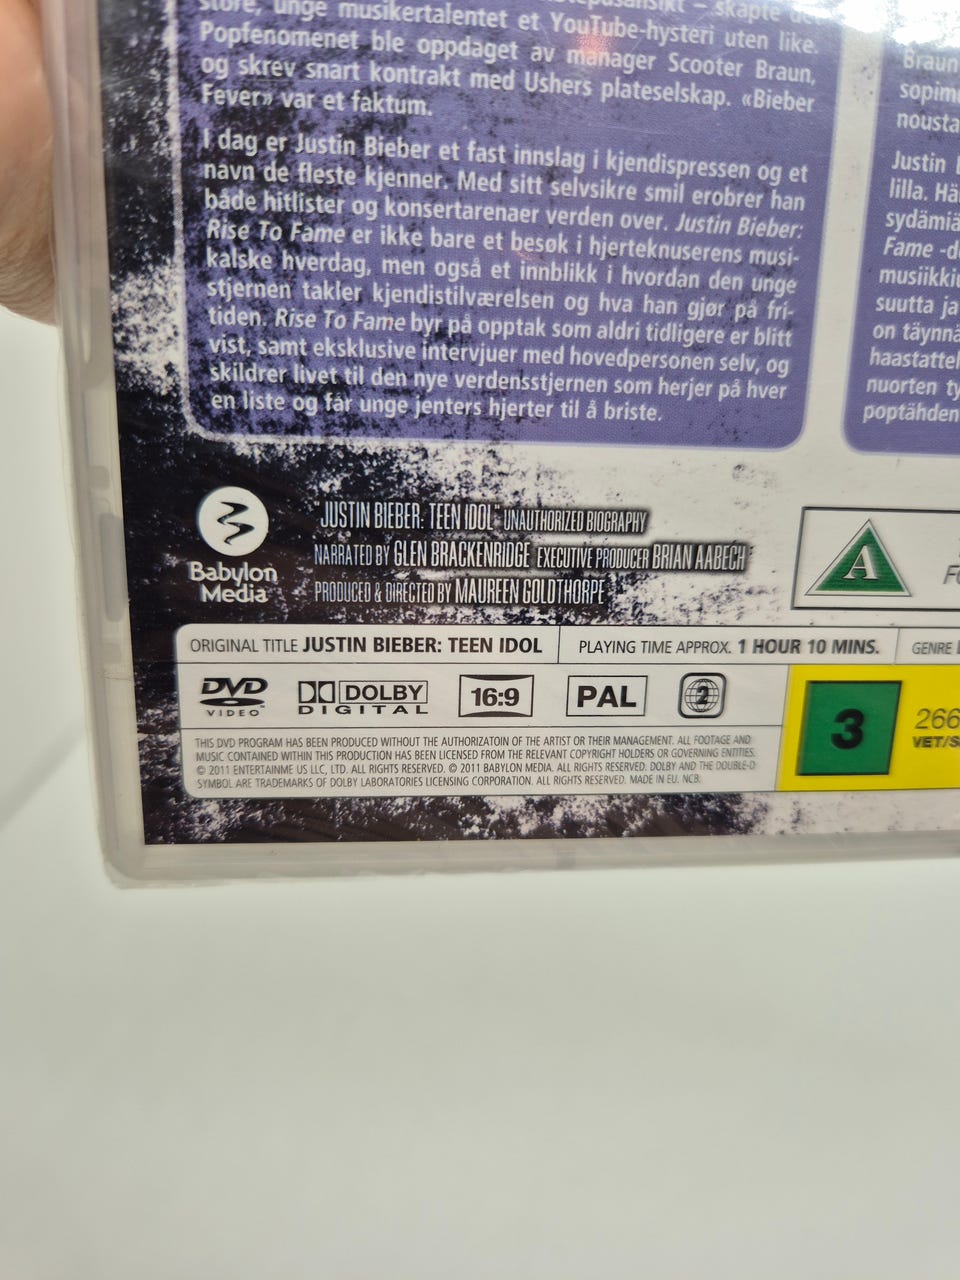 store, unge musikertalentet et YouTube-hysteri uten like.
Popfenomenet ble oppdaget av manager Scooter Braun,
og skrev snart kontrakt med Ushers plateselskap. «Bieber
Fever» var et faktum.
I dag er Justin Bieber et fast innslag i kjendispressen og et
navn de fleste kjenner. Med sitt selvsikre smil erobrer han
både hitlister og konsertarenaer verden over. Justin Bieber:
Rise To Fame er ikke bare et besøk i hjerteknuserens musi-
kalske hverdag, men også et innblikk i hvordan den unge
stjernen takler kjendistilværelsen og hva han gjør på fri-
tiden. Rise To Fame byr på opptak som aldri tidligere er blitt
vist, samt eksklusive intervjuer med hovedpersonen selv, og
skildrer livet til den nye verdensstjernen som herjer på hver
en liste og får unge jenters hjerter til å briste.
Braun
sopim
nousta
Justin
lilla. Hä
sydämiä
Fame -d
musiikki
suutta ja
on täynnä
haastattel
nuorten ty
poptähden
Babylon
Media
"JUSTIN BIEBER: TEEN IDOL" UNAUTHORIZED BIOGRAPHY
NARRATED BY GLEN BRACKENRIDGE EXECUTIVE PRODUCER BRIAN AABECH
PRODUCED & DIRECTED BY MAUREEN GOLDTHORPE
A
ORIGINAL TITLE JUSTIN BIEBER: TEEN IDOL
PLAYING TIME APPROX. 1 HOUR 10 MINS.
GENRE
DVD
VIDEO
DOLBY
DIGITAL
16:9
PAL
2
3
266
VET/S
THIS DVD PROGRAM HAS BEEN PRODUCED WITHOUT THE AUTHORIZATOIN OF THE ARTIST OR THEIR MANAGEMENT. ALL FOOTAGE AND
MUSIC CONTAINED WITHIN THIS PRODUCTION HAS BEEN LICENSED FROM THE RELEVANT COPYRIGHT HOLDERS OR GOVERNING ENTITIES.
© 2011 ENTERTAINME US LLC, LTD. ALL RIGHTS RESERVED. © 2011 BABYLON MEDIA. ALL RIGHTS RESERVED. DOLBY AND THE DOUBLE-D
SYMBOL ARE TRADEMARKS OF DOLBY LABORATORIES LICENSING CORPORATION. ALL RIGHTS RESERVED. MADE IN EU. NCB.